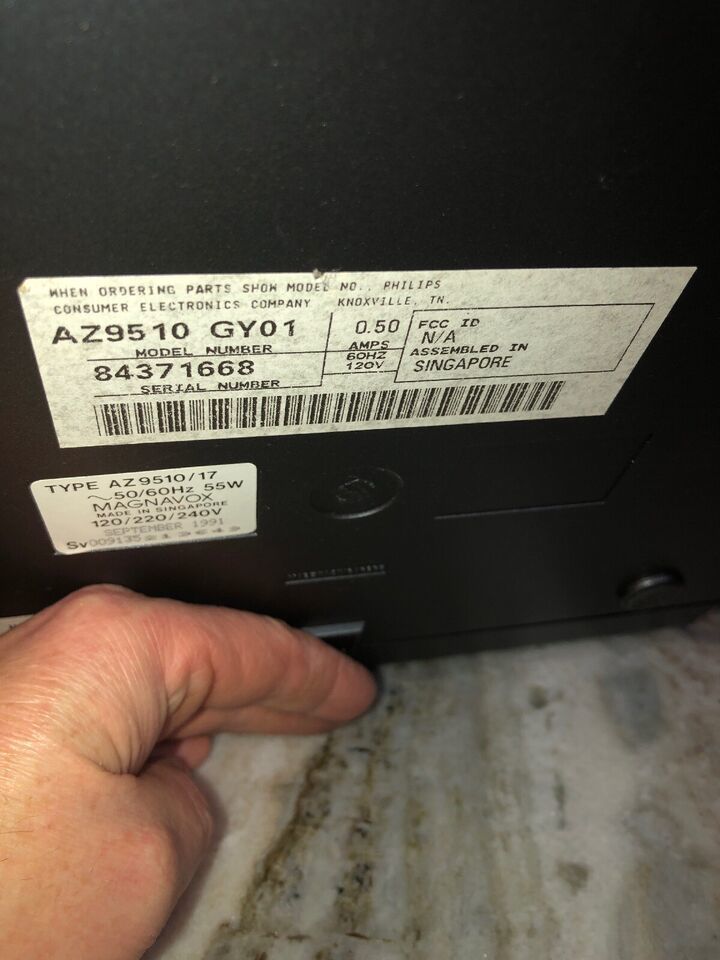 WHEN ORDERING PARTS SHOW MODEL NO., PHILIPS
CONSUMER ELECTRONICS COMPANY KNOXVILLE, TN.
AZ9510 GY01
MODEL NUMBER
84371668
SERIAL NUMBER
0.50
AMPS
60HZ
120V
FCC ID
N/A
ASSEMBLED IN
SINGAPORE
TYPE AZ9510/17
~50/60Hz 55W
MAGNAVOX
MADE IN SINGAPORE
120/220/240V
SEPTEMBER 1991
Sv009135